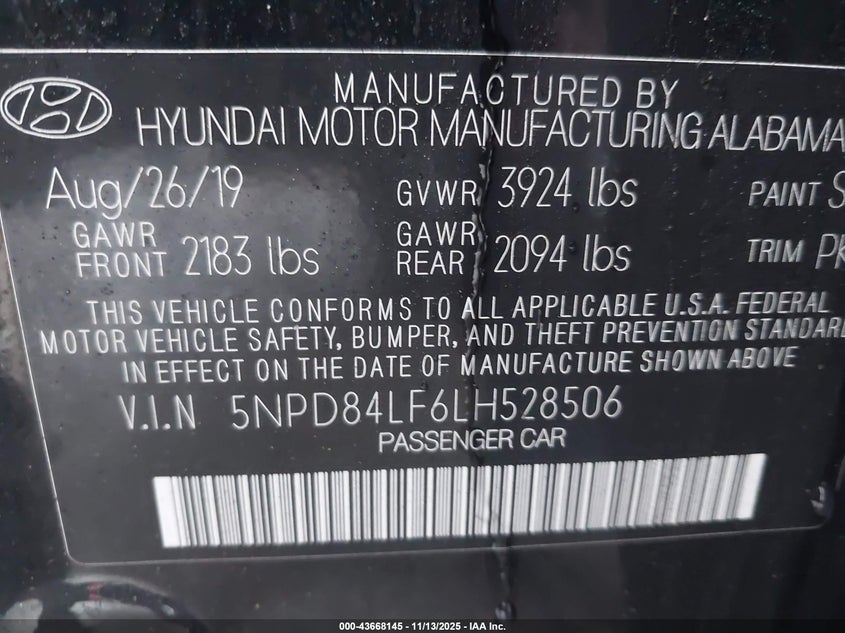 MANUFACTURED BY
HYUNDAI MOTOR MANUFACTURING ALABAMA
Aug/26/19 GVWR 3924 lbs PAINT
GAWR FRONT 2183 lbs GAWR REAR 2094 lbs TRIM
THIS VEHICLE CONFORMS TO ALL APPLICABLE U.S.A. FEDERAL
MOTOR VEHICLE SAFETY, BUMPER, AND THEFT PREVENTION STANDARD
IN EFFECT ON THE DATE OF MANUFACTURE SHOWN ABOVE
V.I.N 5NPD84LF6LH528506
PASSENGER CAR
000-43668145 - 11/13/2025 - IAA Inc.